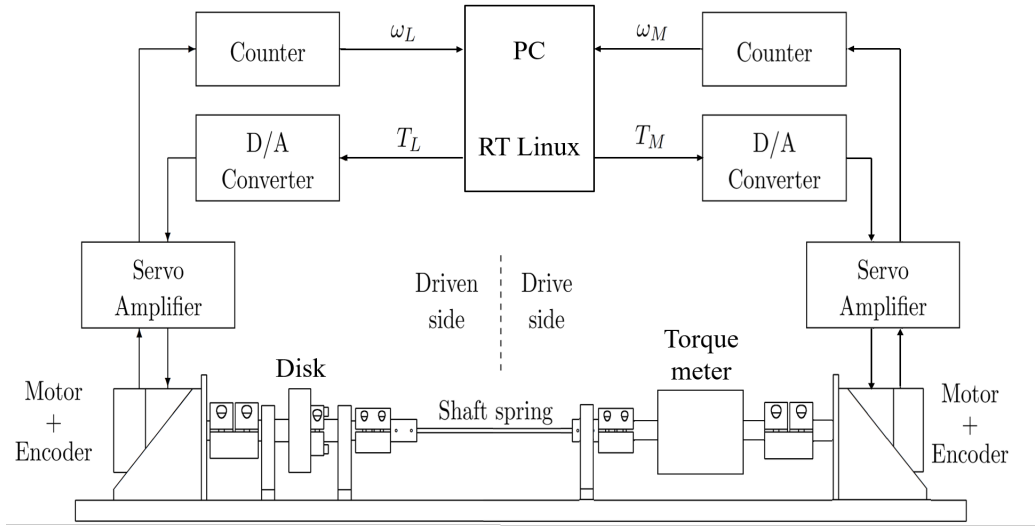 Counter
ω_L
PC
ω_M
Counter
D/A
Converter
T_L
RT Linux
T_M
D/A
Converter
Servo
Amplifier
Driven
side
Drive
side
Servo
Amplifier
Motor
+
Encoder
Disk
Shaft spring
Torque
meter
Motor
+
Encoder